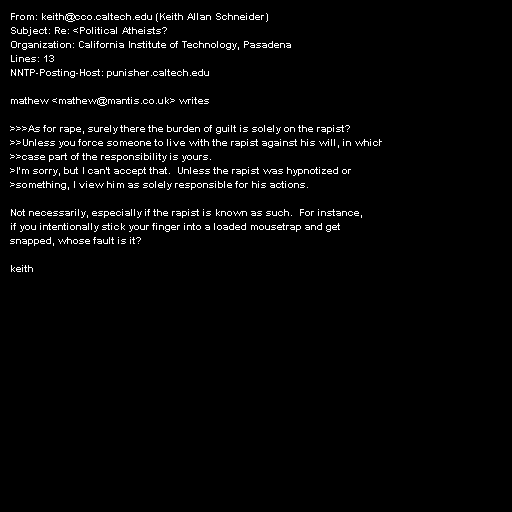 From: keith@cco.caltech.edu (Keith Allan Schneider)
Subject: Re: <Political Atheists?
Organization: California Institute of Technology, Pasadena
Lines: 13
NNTP-Posting-Host: punisher.caltech.edu

mathew <mathew@mantis.co.uk> writes

>>>As for rape, surely there the burden of guilt is solely on the rapist?
>>Unless you force someone to live with the rapist against his will, in which
>>case part of the responsibility is yours.
>I'm sorry, but I can't accept that.  Unless the rapist was hypnotized or
>something, I view him as solely responsible for his actions.

Not necessarily, especially if the rapist is known as such.  For instance,
if you intentionally stick your finger into a loaded mousetrap and get
snapped, whose fault is it?

keith